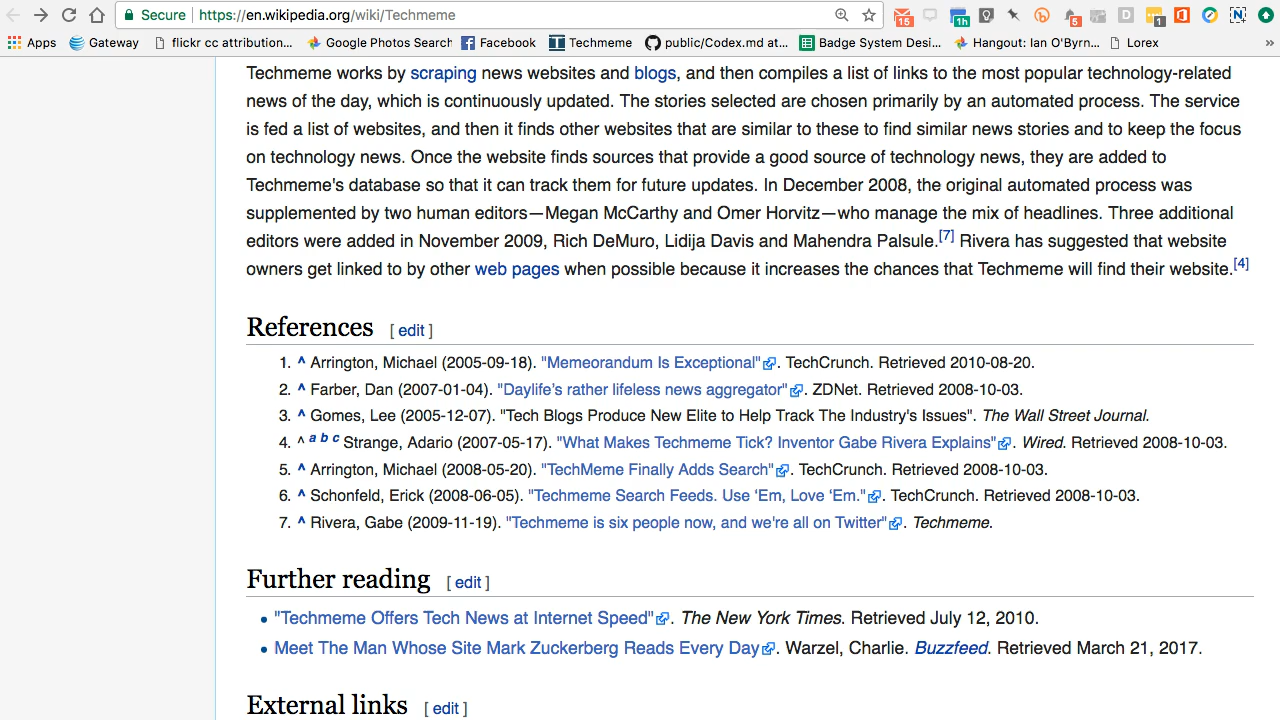 Secure https://en.wikipedia.org/wiki/Techmeme
15 1h 5 D 1 N
Apps Gateway flickr cc attribution... Google Photos Search Facebook Techmeme public/Codex.md at... Badge System Desi... Hangout: Ian O'Byrn... Lorex »
Techmeme works by scraping news websites and blogs, and then compiles a list of links to the most popular technology-related
news of the day, which is continuously updated. The stories selected are chosen primarily by an automated process. The service
is fed a list of websites, and then it finds other websites that are similar to these to find similar news stories and to keep the focus
on technology news. Once the website finds sources that provide a good source of technology news, they are added to
Techmeme's database so that it can track them for future updates. In December 2008, the original automated process was
supplemented by two human editors—Megan McCarthy and Omer Horvitz—who manage the mix of headlines. Three additional
editors were added in November 2009, Rich DeMuro, Lidija Davis and Mahendra Palsule.[7] Rivera has suggested that website
owners get linked to by other web pages when possible because it increases the chances that Techmeme will find their website.[4]
References [ edit ]
1. ^ Arrington, Michael (2005-09-18). "Memeorandum Is Exceptional". TechCrunch. Retrieved 2010-08-20.
2. ^ Farber, Dan (2007-01-04). "Daylife's rather lifeless news aggregator". ZDNet. Retrieved 2008-10-03.
3. ^ Gomes, Lee (2005-12-07). "Tech Blogs Produce New Elite to Help Track The Industry's Issues". The Wall Street Journal.
4. ^ a b c Strange, Adario (2007-05-17). "What Makes Techmeme Tick? Inventor Gabe Rivera Explains". Wired. Retrieved 2008-10-03.
5. ^ Arrington, Michael (2008-05-20). "TechMeme Finally Adds Search". TechCrunch. Retrieved 2008-10-03.
6. ^ Schonfeld, Erick (2008-06-05). "Techmeme Search Feeds. Use 'Em, Love 'Em.". TechCrunch. Retrieved 2008-10-03.
7. ^ Rivera, Gabe (2009-11-19). "Techmeme is six people now, and we're all on Twitter". Techmeme.
Further reading [ edit ]
• "Techmeme Offers Tech News at Internet Speed". The New York Times. Retrieved July 12, 2010.
• Meet The Man Whose Site Mark Zuckerberg Reads Every Day. Warzel, Charlie. Buzzfeed. Retrieved March 21, 2017.
External links [ edit ]